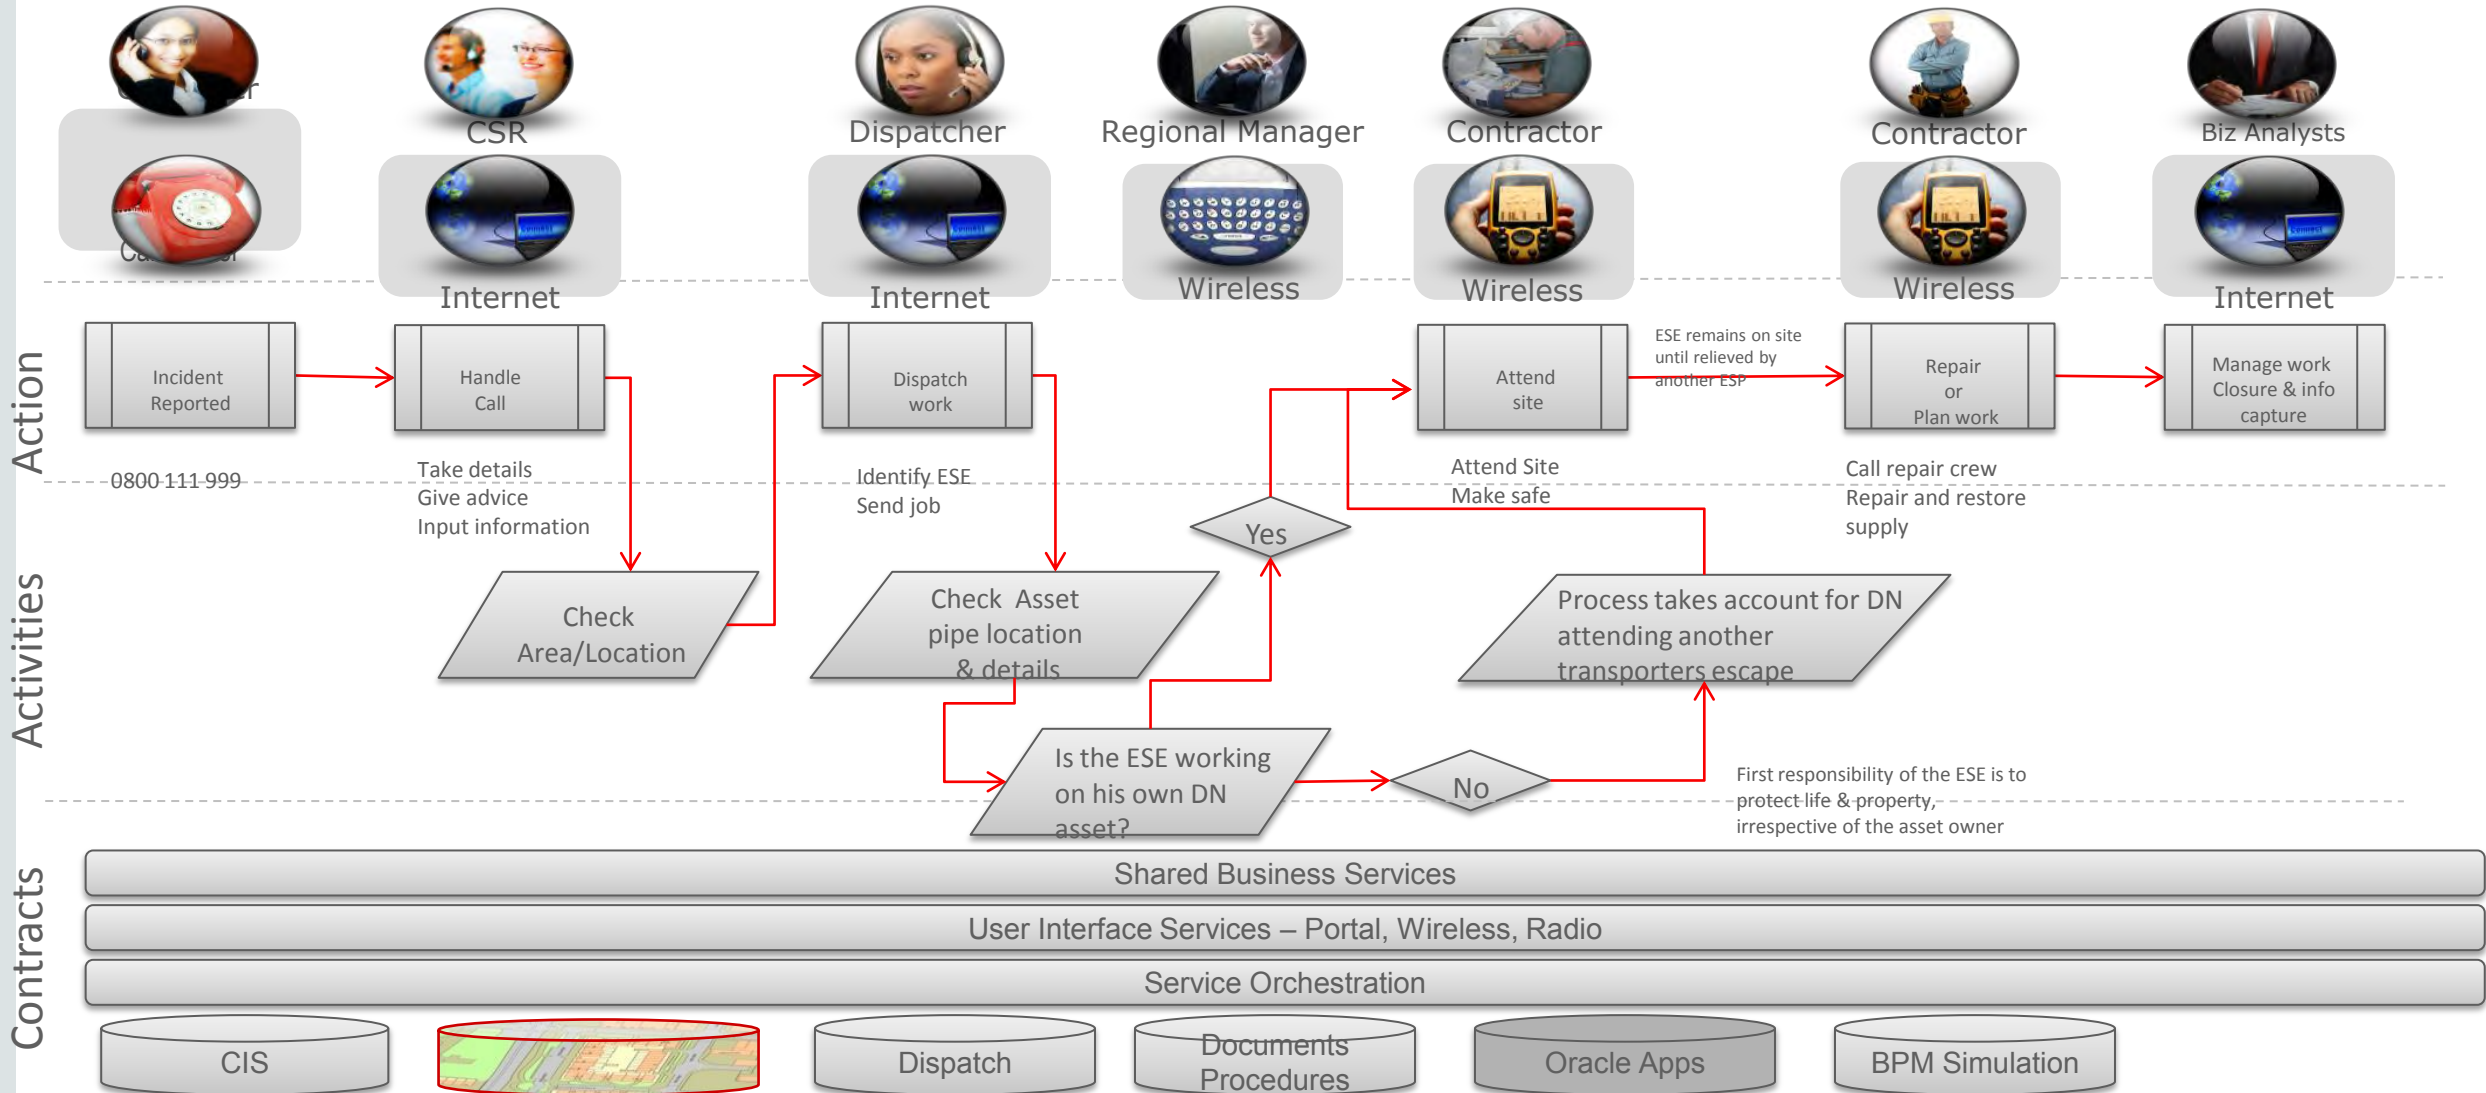 CSR
Dispatcher
Regional Manager
Contractor
Contractor
Biz Analysts
Internet
Internet
Wireless
Wireless
Wireless
Internet
Action
Incident
Reported
Handle
Call
Dispatch
work
Attend
site
ESE remains on site
until relieved by
another ESP
Repair
or
Plan work
Manage work
Closure & info
capture
0800 111 999
Take details
Give advice
Input information
Identify ESE
Send job
Attend Site
Make safe
Call repair crew
Repair and restore
supply
Activities
Yes
Check
Area/Location
Check Asset
pipe location
& details
Process takes account for DN
attending another
transporters escape
Is the ESE working
on his own DN
asset?
No
First responsibility of the ESE is to
protect life & property,
irrespective of the asset owner
Contracts
Shared Business Services
User Interface Services – Portal, Wireless, Radio
Service Orchestration
CIS
Dispatch
Documents
Procedures
Oracle Apps
BPM Simulation